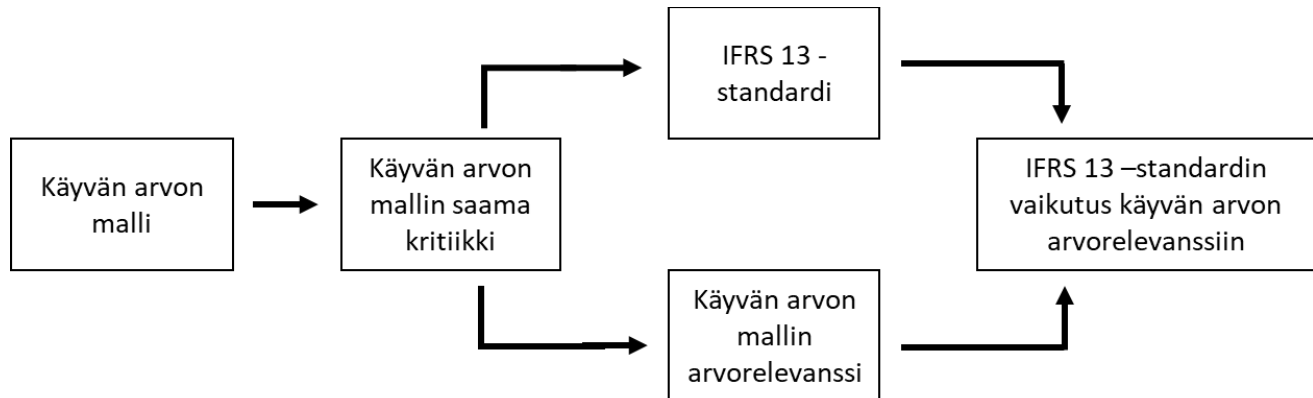 Käyvän arvon
malli
Käyvän arvon
mallin saama
kritiikki
IFRS 13 -
standardi
Käyvän arvon
mallin
arvorelevanssi
IFRS 13 –standardin
vaikutus käyvän arvon
arvorelevanssiin